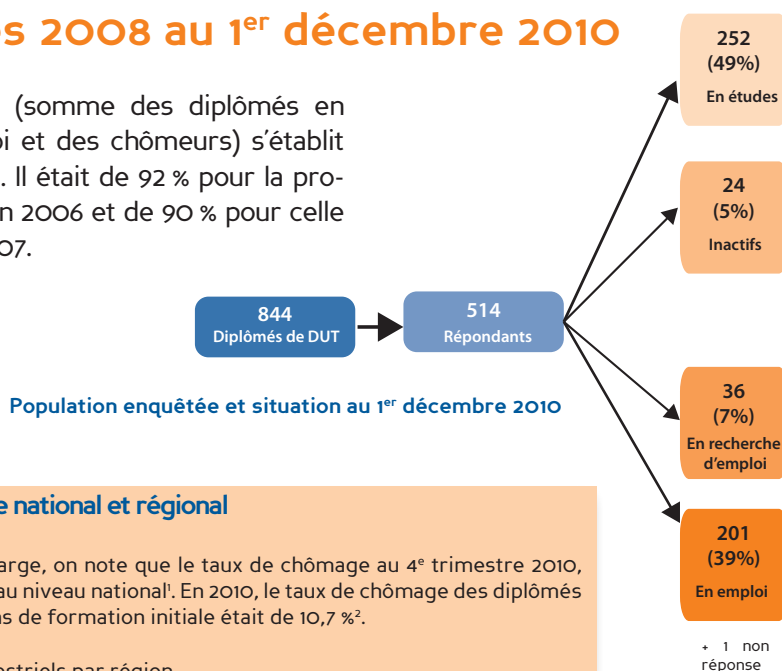 es 2008 au 1er décembre 2010
(somme des diplômés en
et des chômeurs) s’établit
. Il était de 92 % pour la pro-
2006 et de 90 % pour celle
07.
844
Diplômés de DUT
514
Répondants
252
(49%)
En études
24
(5%)
Inactifs
36
(7%)
En recherche
d’emploi
201
(39%)
En emploi
+ 1 non
réponse
Population enquêtée et situation au 1er décembre 2010
e national et régional
arge, on note que le taux de chômage au 4e trimestre 2010,
au niveau national1. En 2010, le taux de chômage des diplômés
s de formation initiale était de 10,7 %2.
striels par région